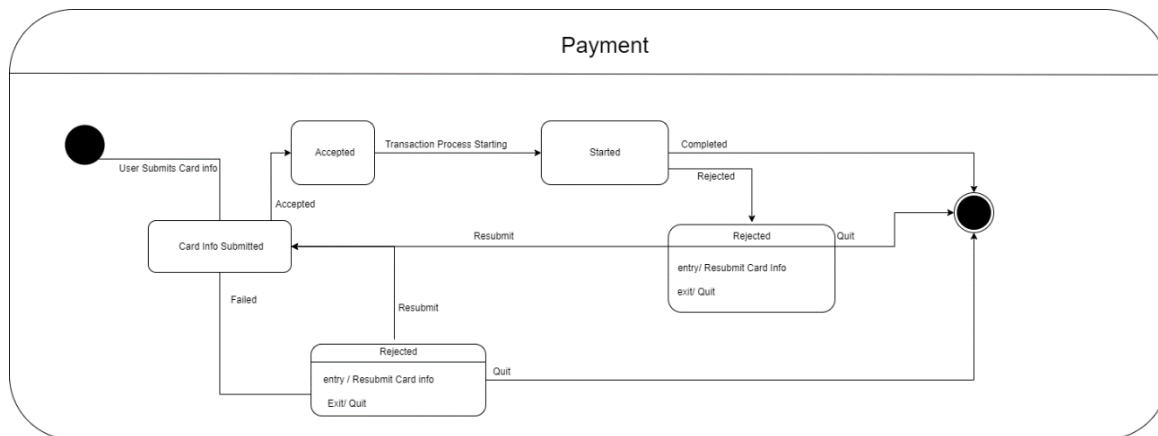 Payment
Accepted
Transaction Process Starting
Started
Completed
User Submits Card info
Rejected
Accepted
Card Info Submitted
Resubmit
Rejected
Quit
entry/ Resubmit Card Info
exit/ Quit
Failed
Resubmit
Rejected
entry / Resubmit Card info
Exit/ Quit
Quit